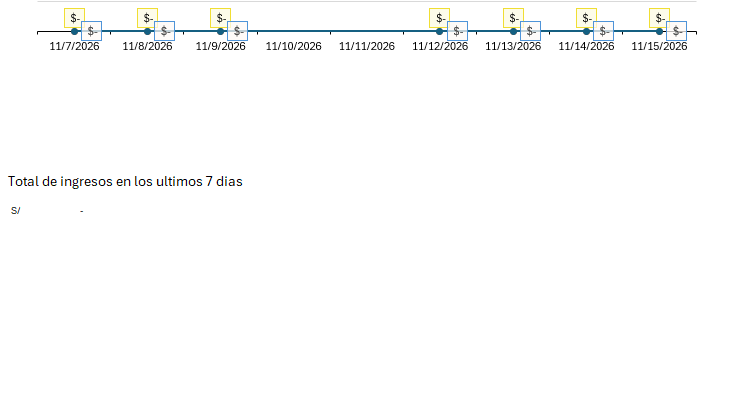 $- $- $- $- $- $- $-
$- $- $- $- $- $- $-
11/7/2026 11/8/2026 11/9/2026 11/10/2026 11/11/2026 11/12/2026 11/13/2026 11/14/2026 11/15/2026
Total de ingresos en los ultimos 7 dias
S/ -